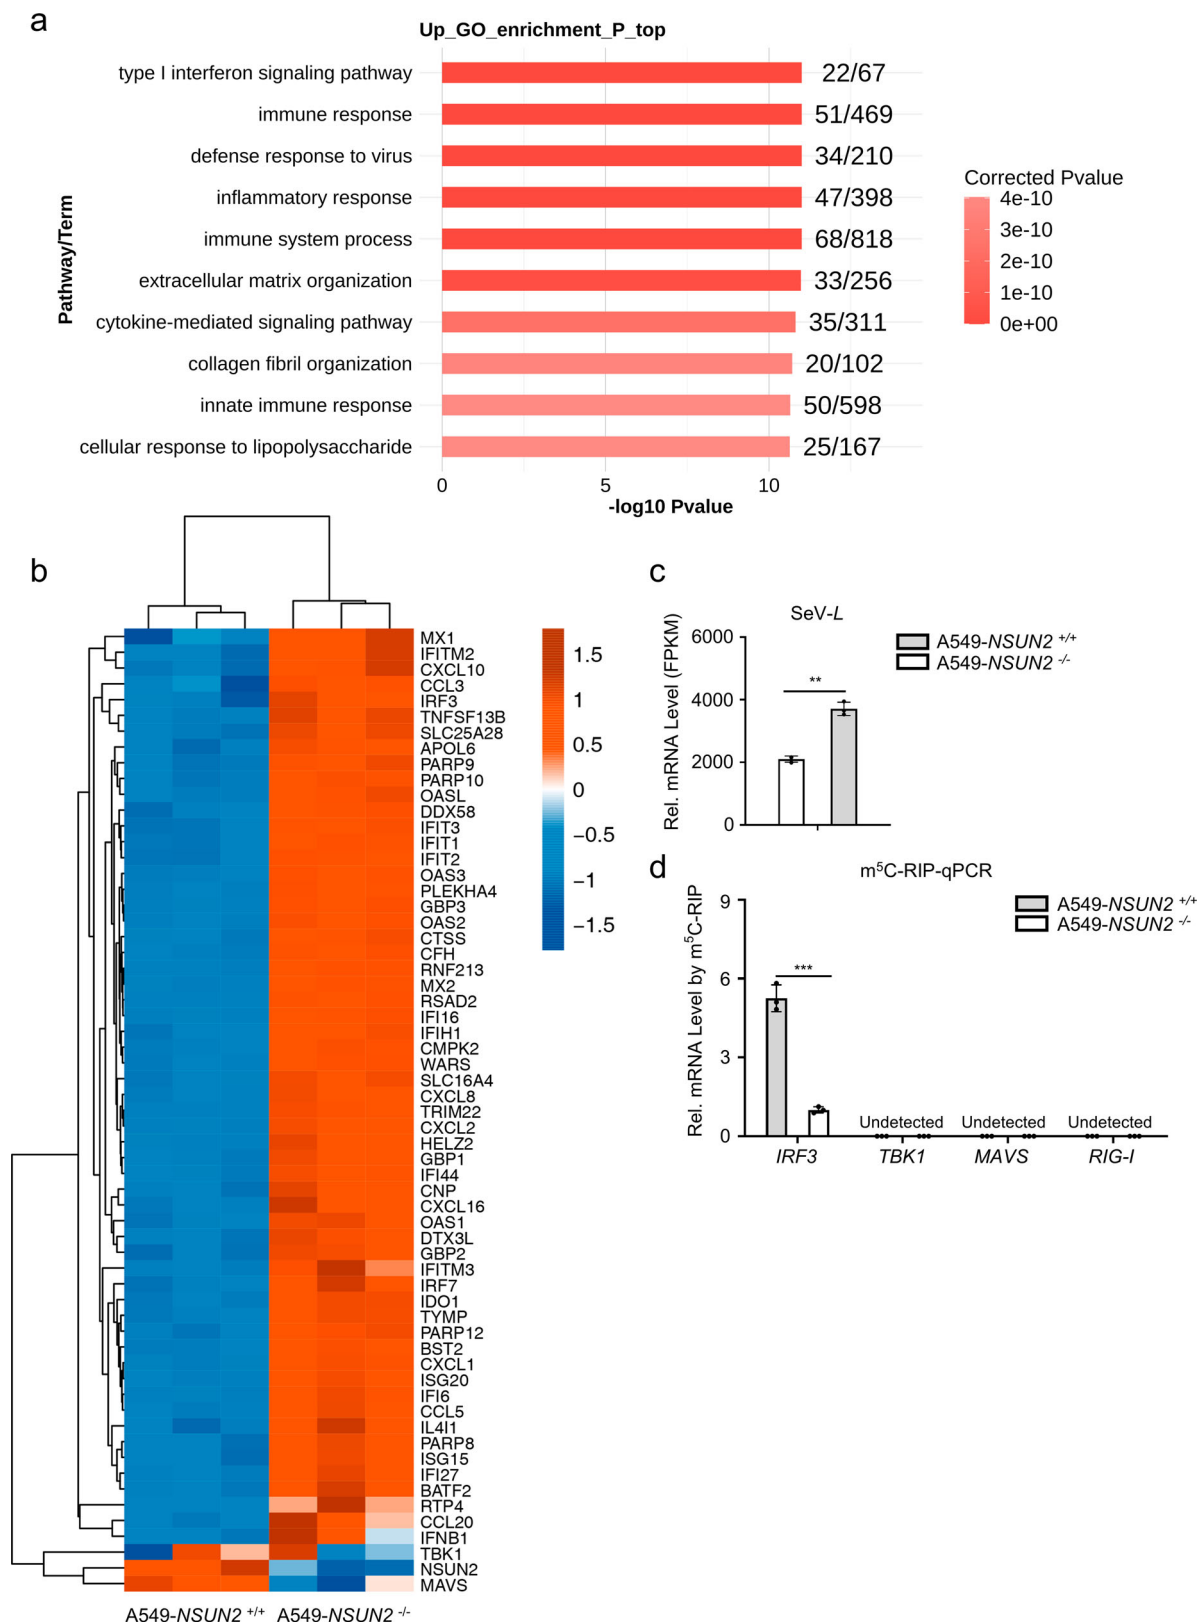 a
Up_GO_enrichment_P_top
Pathway/Term
type I interferon signaling pathway 22/67
immune response 51/469
defense response to virus 34/210
inflammatory response 47/398
immune system process 68/818
extracellular matrix organization 33/256
cytokine-mediated signaling pathway 35/311
collagen fibril organization 20/102
innate immune response 50/598
cellular response to lipopolysaccharide 25/167
0 5 10
-log10 Pvalue
Corrected Pvalue
4e-10
3e-10
2e-10
1e-10
0e+00
b
MX1
IFITM2
CXCL10
CCL3
IRF3
TNFSF13B
SLC25A28
APOL6
PARP9
PARP10
OASL
DDX58
IFIT3
IFIT1
IFIT2
OAS3
PLEKHA4
GBP3
OAS2
CTSS
CFH
RNF213
MX2
RSAD2
IFI16
IFIH1
CMPK2
WARS
SLC16A4
CXCL8
TRIM22
CXCL2
HELZ2
GBP1
IFI44
CNP
CXCL16
OAS1
DTX3L
GBP2
IFITM3
IRF7
IDO1
TYMP
PARP12
BST2
CXCL1
ISG20
IFI6
CCL5
IL4I1
PARP8
ISG15
IFI27
BATF2
RTP4
CCL20
IFNB1
TBK1
NSUN2
MAVS
A549-NSUN2 +/+ A549-NSUN2 -/-
1.5
1
0.5
0
−0.5
−1
−1.5
c
SeV-L
Rel. mRNA Level (FPKM)
6000
4000
2000
0
**
A549-NSUN2 +/+
A549-NSUN2 -/-
d
m⁵C-RIP-qPCR
Rel. mRNA Level by m⁵C-RIP
9
6
3
0
***
Undetected Undetected Undetected
IRF3 TBK1 MAVS RIG-I
A549-NSUN2 +/+
A549-NSUN2 -/-